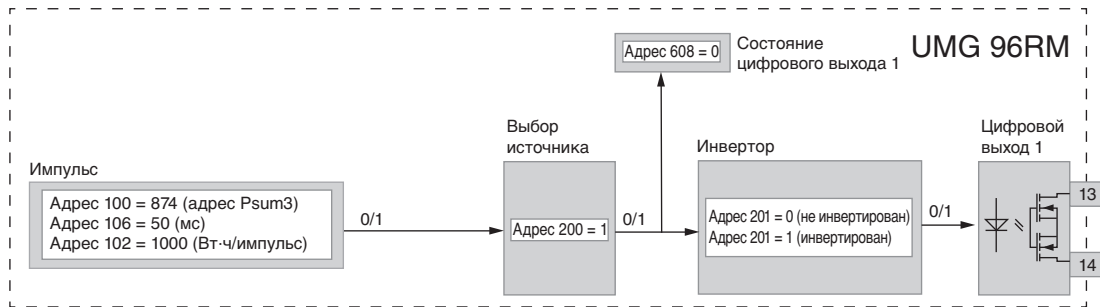 Адрес 608 = 0
Состояние
цифрового выхода 1
UMG 96RM
Импульс
Адрес 100 = 874 (адрес Psum3)
Адрес 106 = 50 (мс)
Адрес 102 = 1000 (Вт·ч/импульс)
0/1
Выбор
источника
Адрес 200 = 1
0/1
Инвертор
Адрес 201 = 0 (не инвертирован)
Адрес 201 = 1 (инвертирован)
0/1
Цифровой
выход 1
13
14